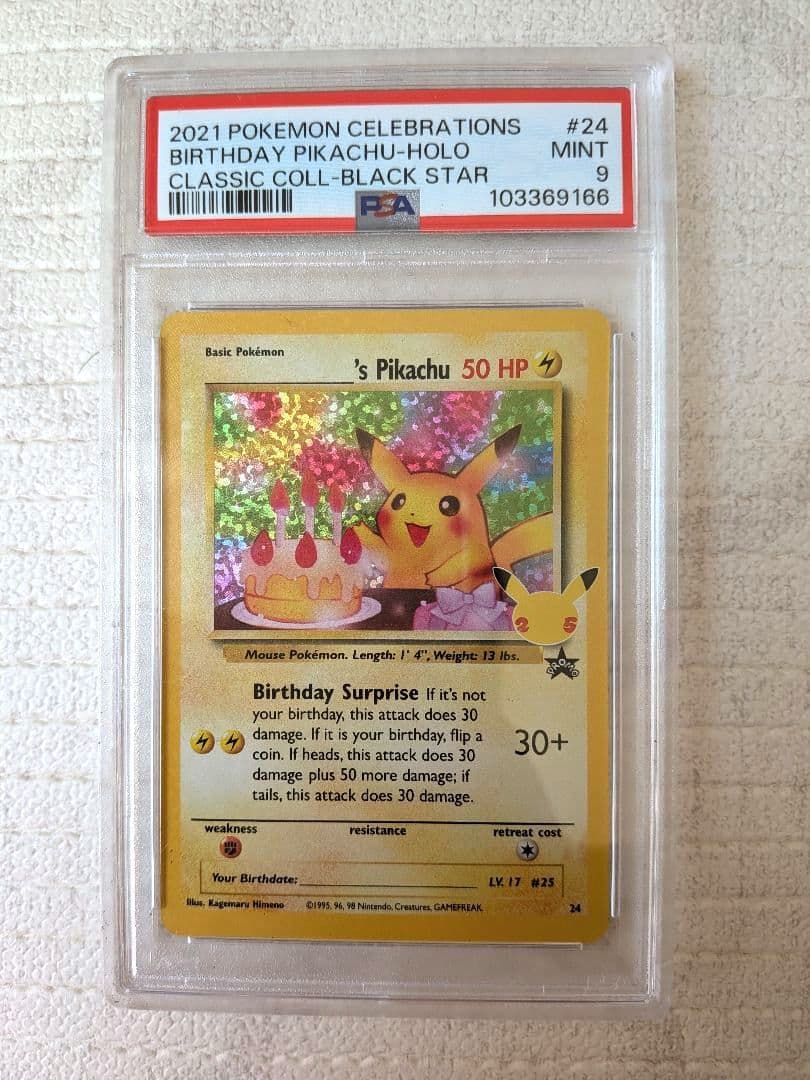 2021 POKEMON CELEBRATIONS #24
BIRTHDAY PIKACHU-HOLO MINT
CLASSIC COLL-BLACK STAR 9
PSA 103369166
Basic Pokémon
____________'s Pikachu 50 HP
25
Mouse Pokémon. Length: 1' 4", Weight: 13 lbs.
PROMO
Birthday Surprise If it's not
your birthday, this attack does 30
damage. If it is your birthday, flip a
coin. If heads, this attack does 30
damage plus 50 more damage; if
tails, this attack does 30 damage.
30+
weakness resistance retreat cost
Your Birthdate:____________ LV. 17 #25
Illus. Kagemaru Himeno ©1995, 96, 98 Nintendo, Creatures, GAMEFREAK. 24